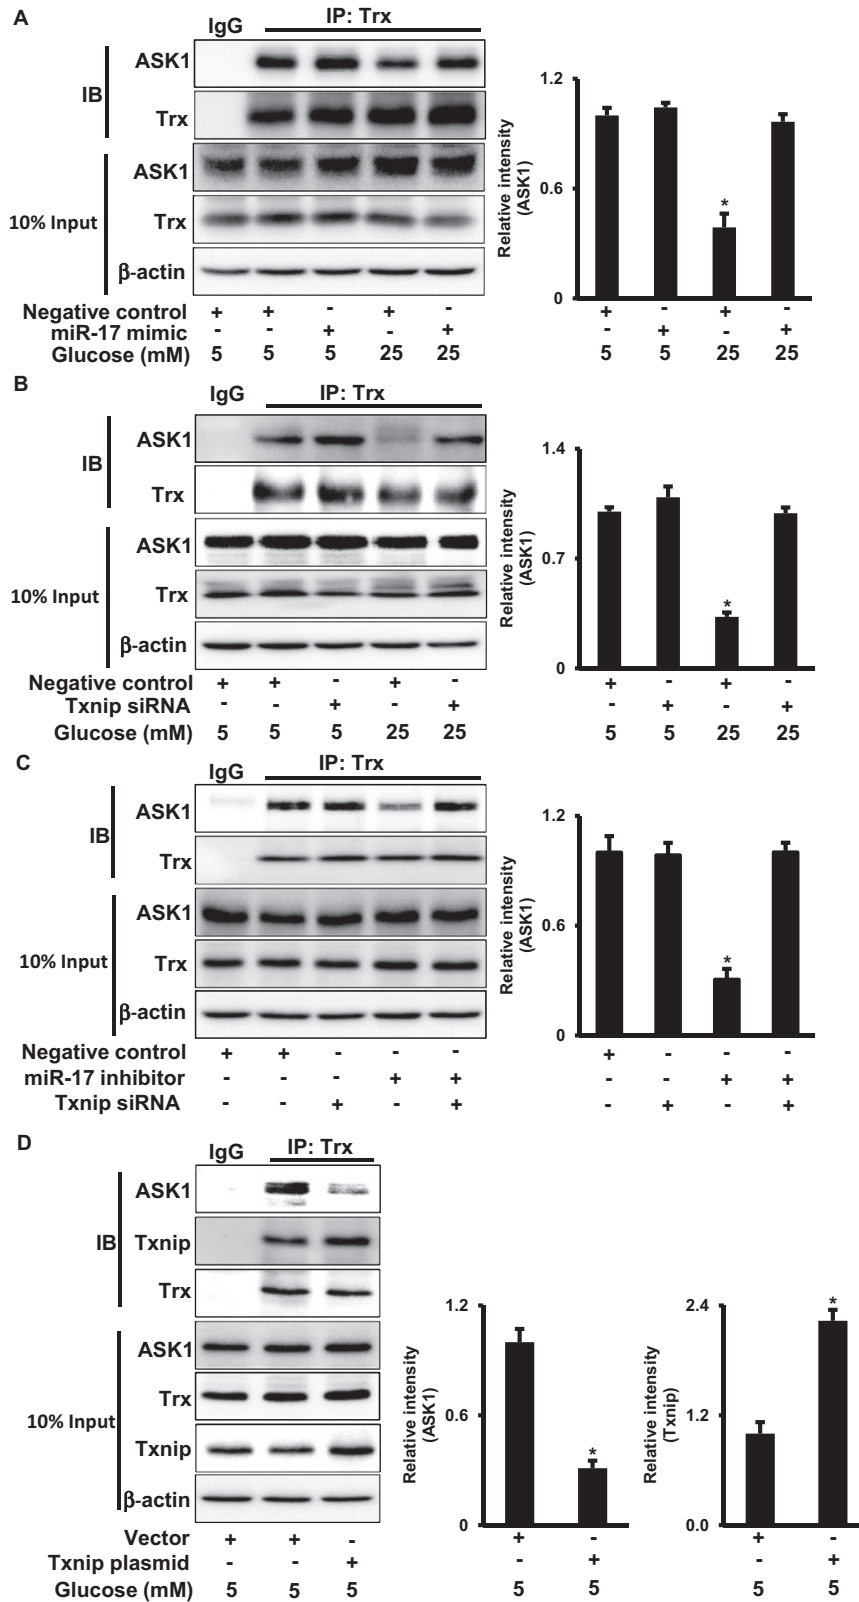 A
IgG
IP: Trx
IB
ASK1
Trx
10% Input
ASK1
Trx
β-actin
Negative control + + - + -
miR-17 mimic - - + - +
Glucose (mM) 5 5 5 25 25
Relative intensity
(ASK1)
1.2
0.6
0
*
+ - + -
- + - +
5 5 25 25
B
IgG
IP: Trx
IB
ASK1
Trx
10% Input
ASK1
Trx
β-actin
Negative control + + - + -
Txnip siRNA - - + - +
Glucose (mM) 5 5 5 25 25
Relative intensity
(ASK1)
1.4
0.7
0
*
+ - + -
- + - +
5 5 25 25
C
IgG
IP: Trx
IB
ASK1
Trx
10% Input
ASK1
Trx
β-actin
Negative control + + - - -
miR-17 inhibitor - - - + +
Txnip siRNA - - + - +
Relative intensity
(ASK1)
1.2
0.6
0
*
+ - - -
- - + +
- + - +
D
IgG
IP: Trx
IB
ASK1
Txnip
Trx
10% Input
ASK1
Trx
Txnip
β-actin
Vector + + -
Txnip plasmid - - +
Glucose (mM) 5 5 5
Relative intensity
(ASK1)
1.2
0.6
0
*
+ -
- +
5 5
Relative intensity
(Txnip)
2.4
1.2
0.0
*
+ -
- +
5 5